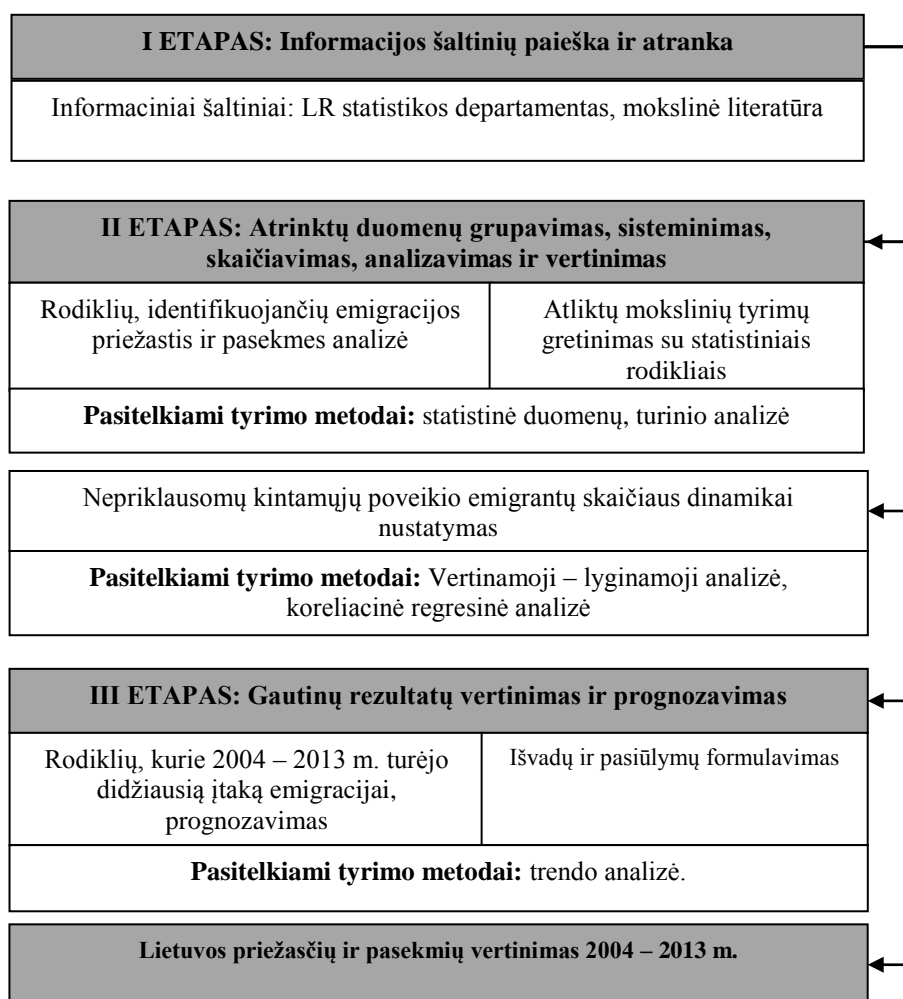 I ETAPAS: Informacijos šaltinių paieška ir atranka
Informaciniai šaltiniai: LR statistikos departamentas, mokslinė literatūra
II ETAPAS: Atrinktų duomenų grupavimas, sisteminimas,
skaičiavimas, analizavimas ir vertinimas
Rodiklių, identifikuojančių emigracijos
priežastis ir pasekmes analizė
Atliktų mokslinių tyrimų
gretinimas su statistiniais
rodikliais
Pasitelkiami tyrimo metodai: statistinė duomenų, turinio analizė
Nepriklausomų kintamųjų poveikio emigrantų skaičiaus dinamikai
nustatymas
Pasitelkiami tyrimo metodai: Vertinamoji – lyginamoji analizė,
koreliacinė regresinė analizė
III ETAPAS: Gautinų rezultatų vertinimas ir prognozavimas
Rodiklių, kurie 2004 – 2013 m. turėjo
didžiausią įtaką emigracijai,
prognozavimas
Išvadų ir pasiūlymų formulavimas
Pasitelkiami tyrimo metodai: trendo analizė.
Lietuvos priežasčių ir pasekmių vertinimas 2004 – 2013 m.